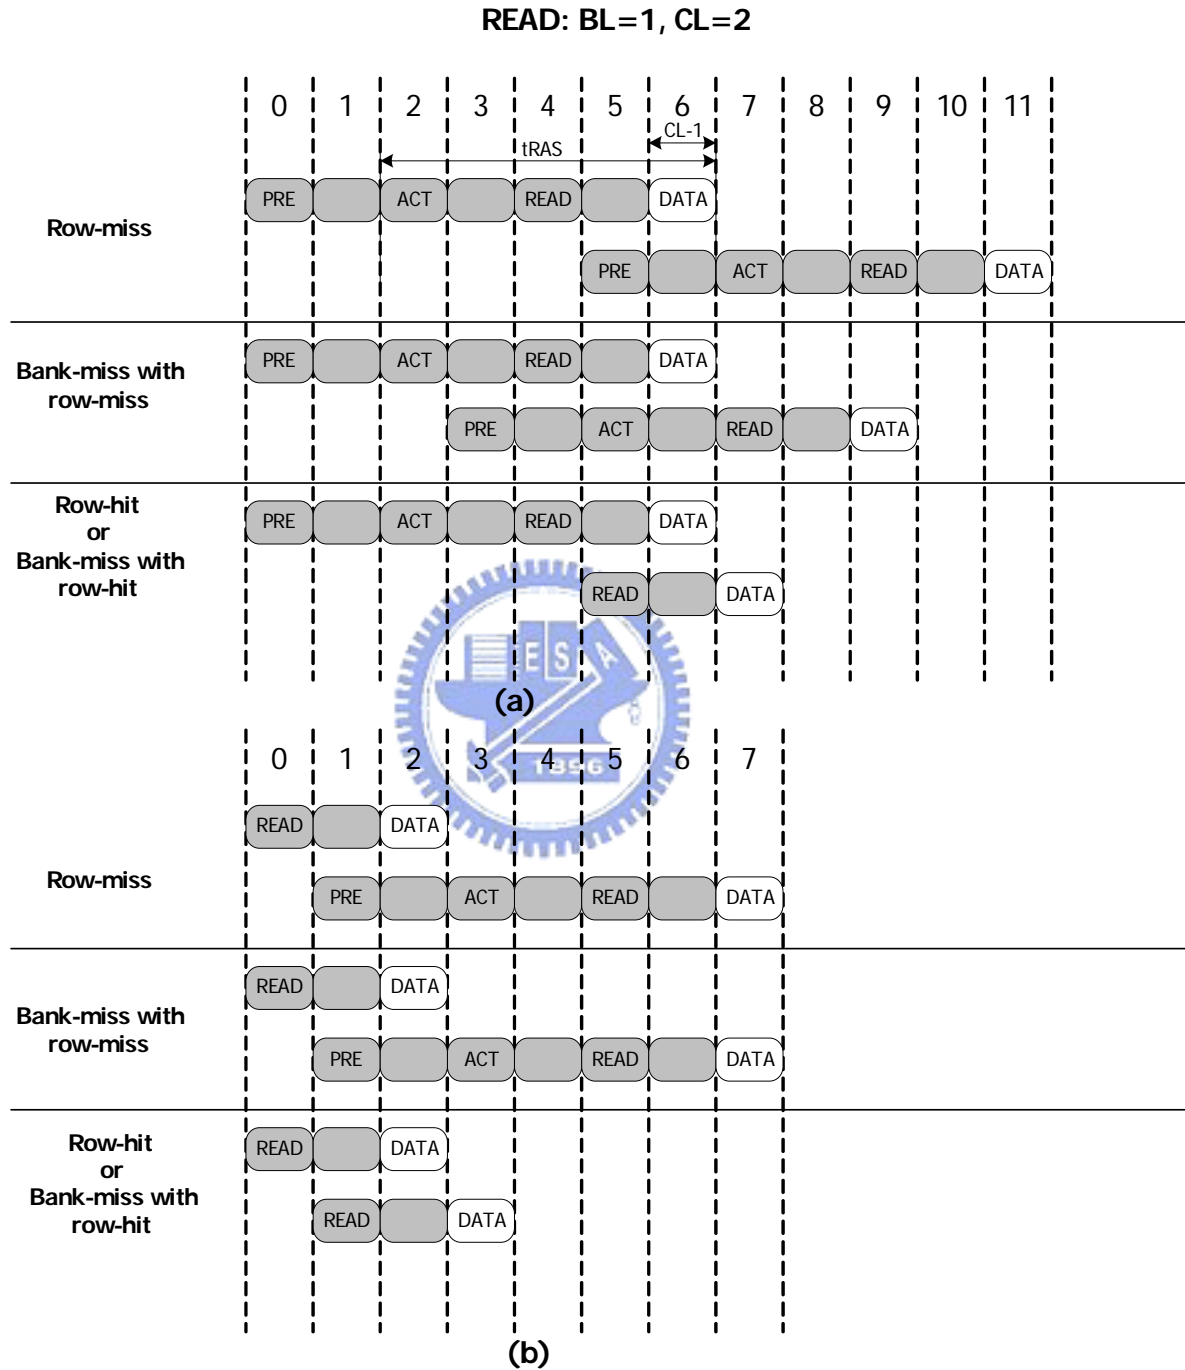 READ: BL=1, CL=2
0 1 2 3 4 5 6 7 8 9 10 11
CL-1
tRAS
PRE ACT READ DATA
Row-miss
PRE ACT READ DATA
PRE ACT READ DATA
Bank-miss with
row-miss
PRE ACT READ DATA
Row-hit
or
Bank-miss with
row-hit
PRE ACT READ DATA
READ DATA
E S A
(a)
0 1 2 3 4 5 6 7
1896
READ DATA
Row-miss
PRE ACT READ DATA
READ DATA
Bank-miss with
row-miss
PRE ACT READ DATA
READ DATA
Row-hit
or
Bank-miss with
row-hit
READ DATA
(b)